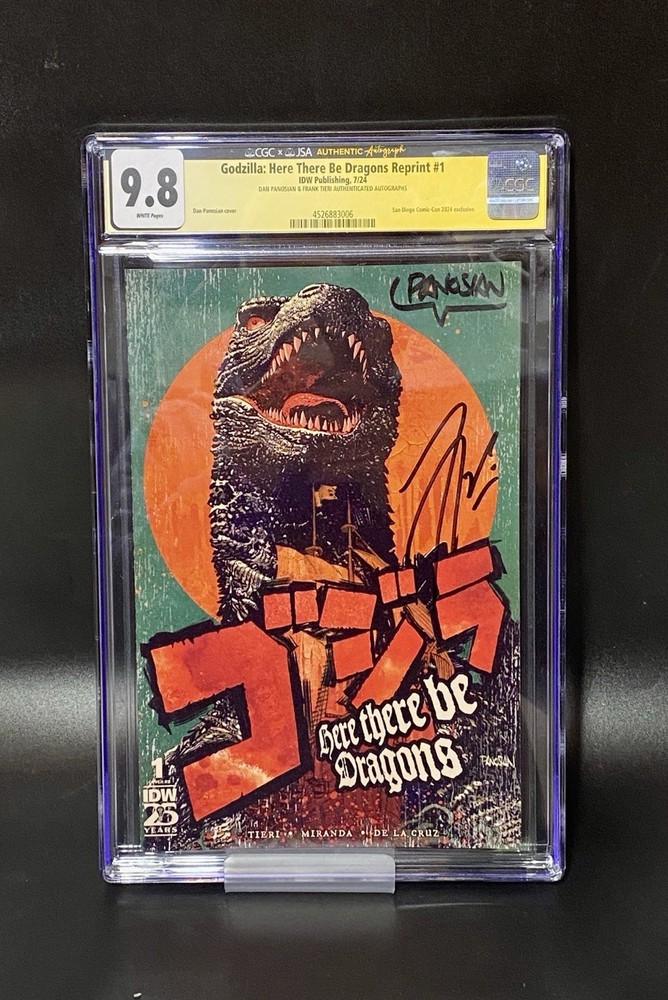 CGC × JSA AUTHENTIC Autograph
Godzilla: Here There Be Dragons Reprint #1
IDW Publishing, 7/24
DAN PANOSIAN & FRANK TIERI AUTHENTICATED AUTOGRAPHS
9.8
WHITE Pages
Dan Panosian cover
4526883006
San Diego Comic-Con 2024 exclusive
CGC
PANOSIAN
ゴジラ
Here there be
Dragons
PANOSIAN
1
IDW
25
YEARS
TIERI • MIRANDA • DE LA CRUZ